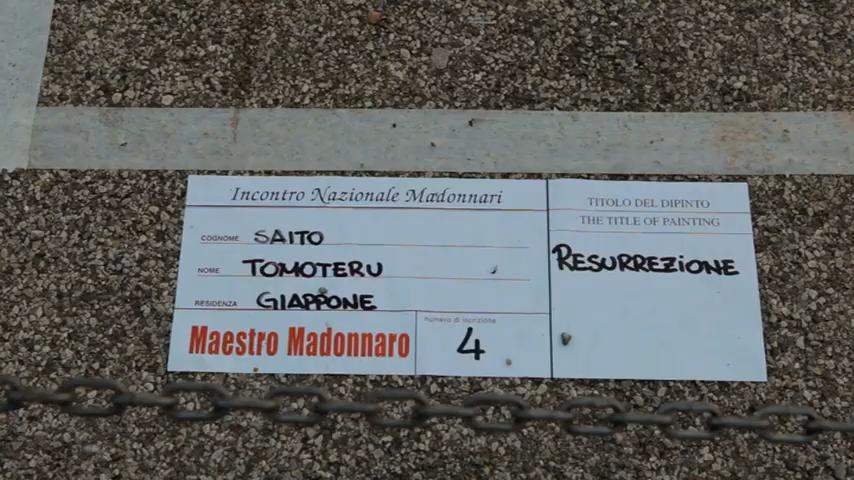 Incontro Nazionale Madonnari
COGNOME SAITO
NOME TOMOTERU
RESIDENZA GIAPPONE
Maestro Madonnaro
numero di iscrizione
4
TITOLO DEL DIPINTO
THE TITLE OF PAINTING
RESURREZIONE